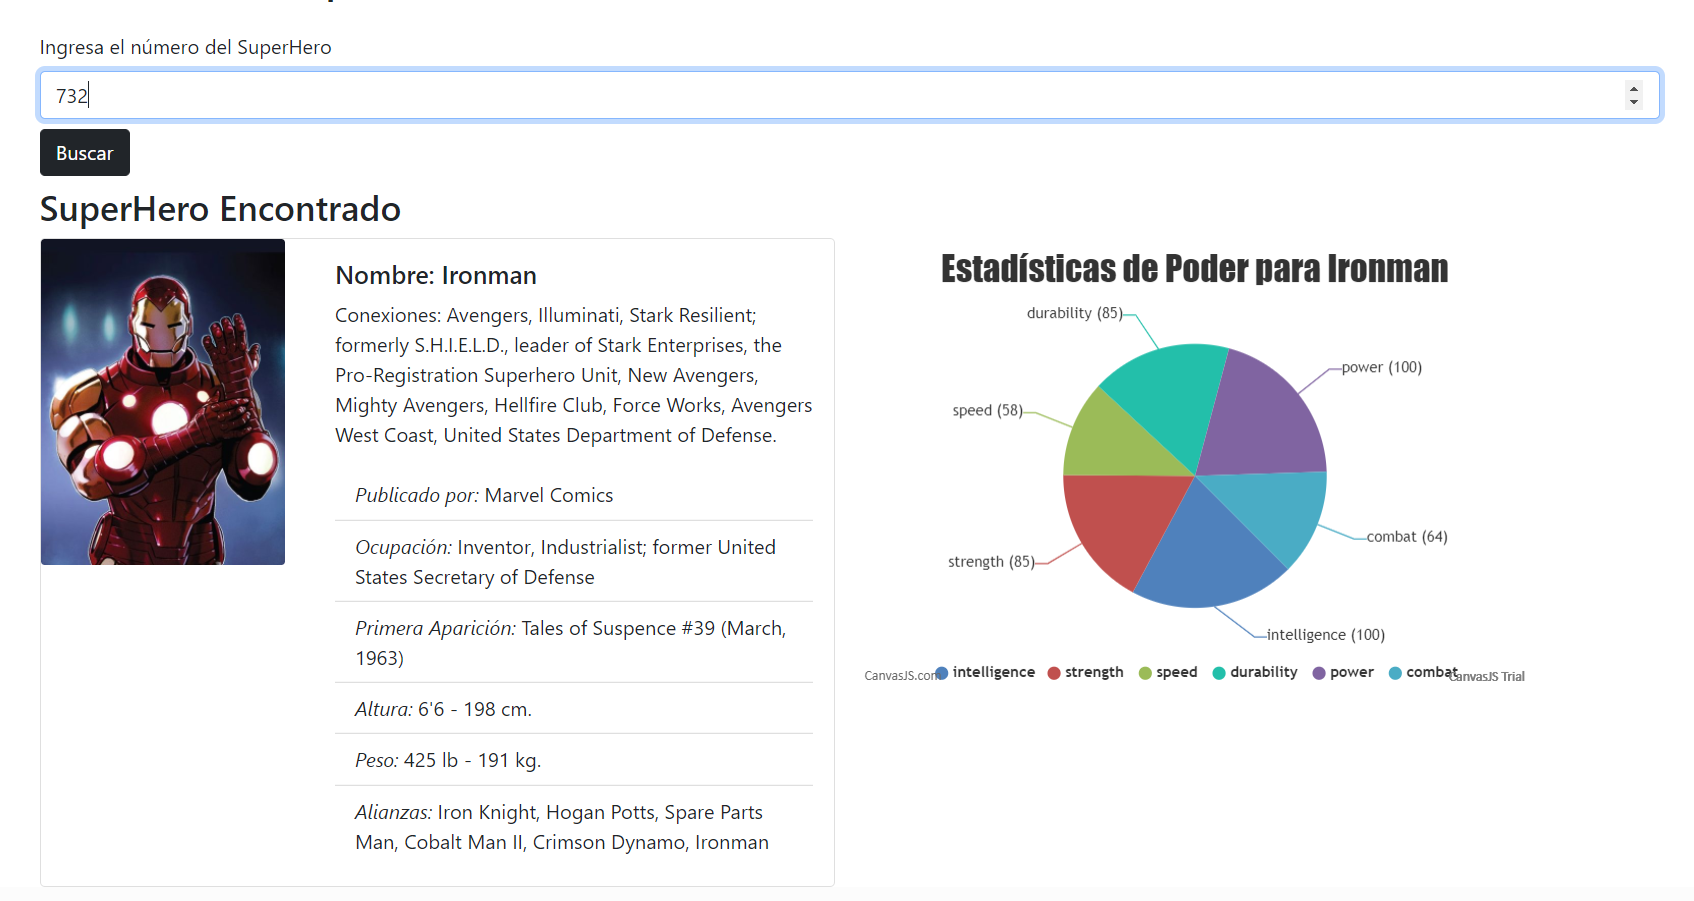 Ingresa el número del SuperHero
732
Buscar
SuperHero Encontrado
Nombre: Ironman
Conexiones: Avengers, Illuminati, Stark Resilient;
formerly S.H.I.E.L.D., leader of Stark Enterprises, the
Pro-Registration Superhero Unit, New Avengers,
Mighty Avengers, Hellfire Club, Force Works, Avengers
West Coast, United States Department of Defense.
Publicado por: Marvel Comics
Ocupación: Inventor, Industrialist; former United
States Secretary of Defense
Primera Aparición: Tales of Suspence #39 (March,
1963)
Altura: 6'6 - 198 cm.
Peso: 425 lb - 191 kg.
Alianzas: Iron Knight, Hogan Potts, Spare Parts
Man, Cobalt Man II, Crimson Dynamo, Ironman
Estadísticas de Poder para Ironman
durability (85)
power (100)
speed (58)
combat (64)
strength (85)
intelligence (100)
CanvasJS.com intelligence strength speed durability power combat CanvasJS Trial